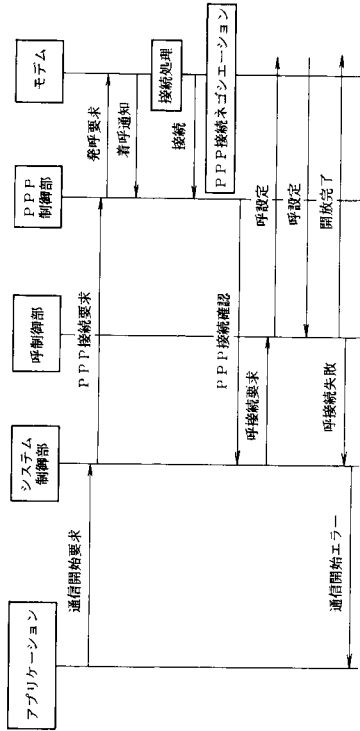 アプリケーション
システム
制御部
呼制御部
PPP
制御部
モデム
通信開始要求
PPP接続要求
発呼要求
着呼通知
接続処理
接続
PPP接続ネゴシエーション
PPP接続確認
呼接続要求
呼設定
呼設定
開放完了
呼接続失敗
通信開始エラー